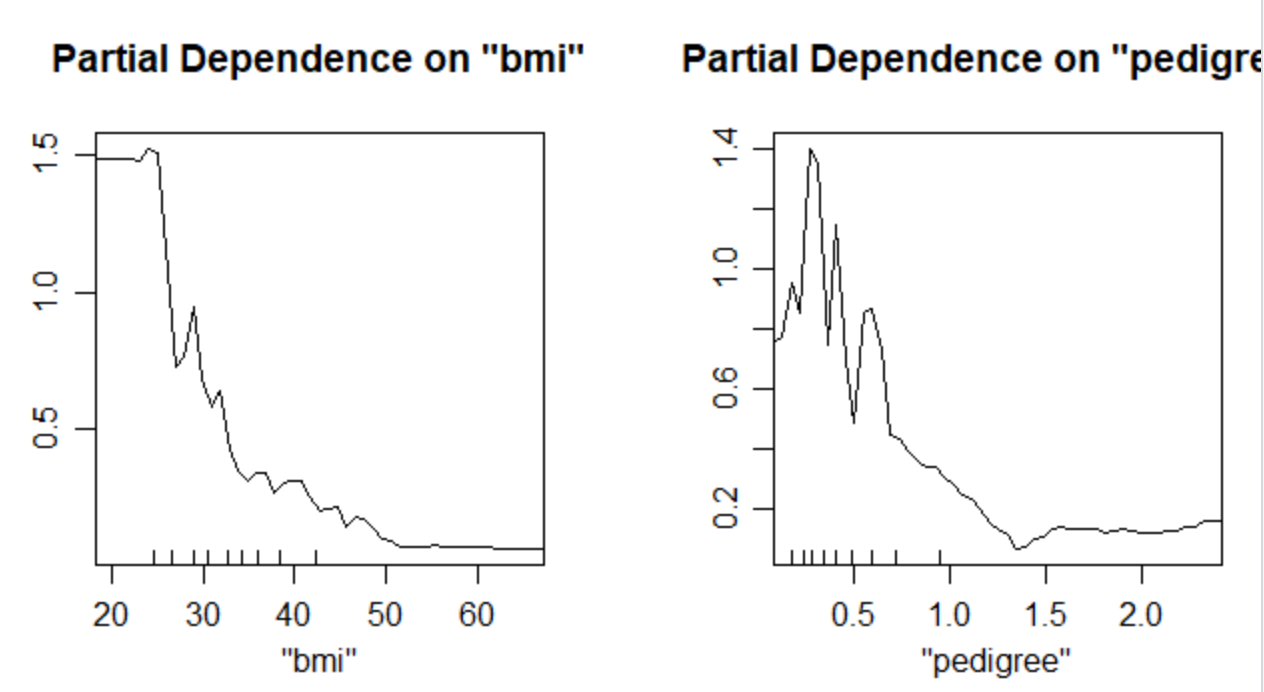 Partial Dependence on "bmi"
1.5
1.0
0.5
20 30 40 50 60
"bmi"
Partial Dependence on "pedigre
1.4
1.0
0.6
0.2
0.5 1.0 1.5 2.0
"pedigree"